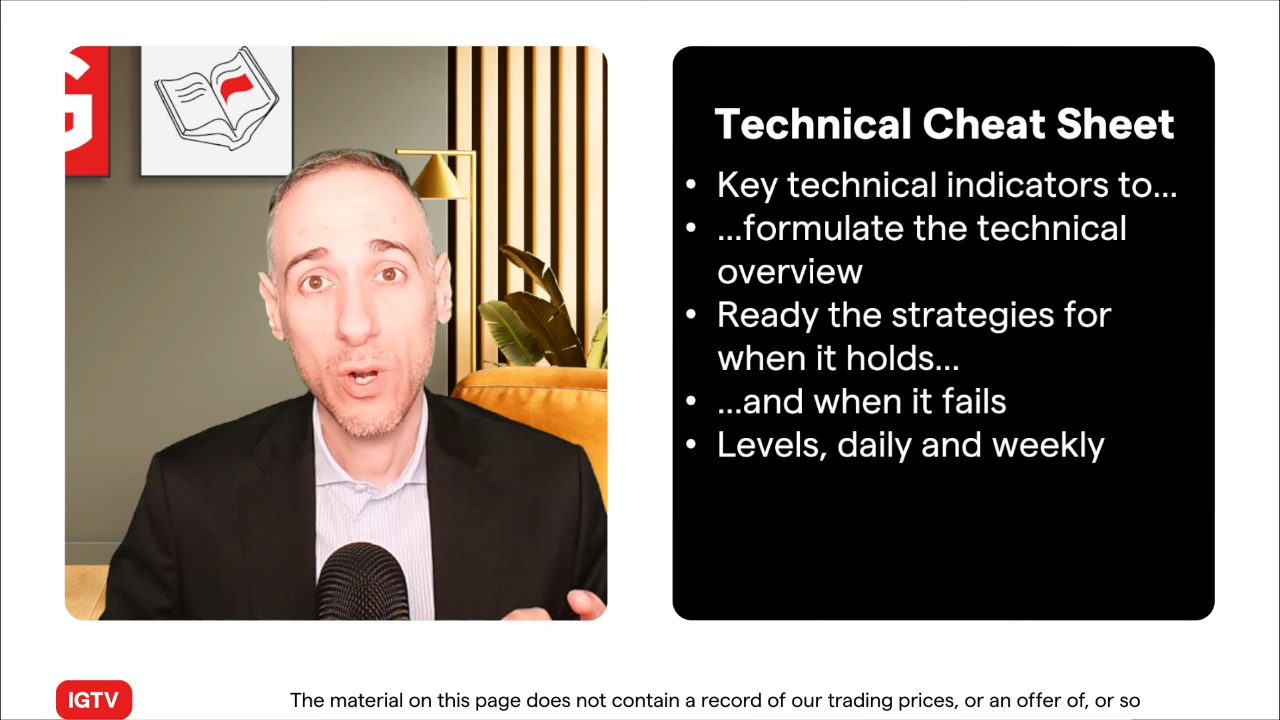 G
Technical Cheat Sheet
• Key technical indicators to...
• ...formulate the technical
overview
• Ready the strategies for
when it holds...
• ...and when it fails
• Levels, daily and weekly
IGTV
The material on this page does not contain a record of our trading prices, or an offer of, or so